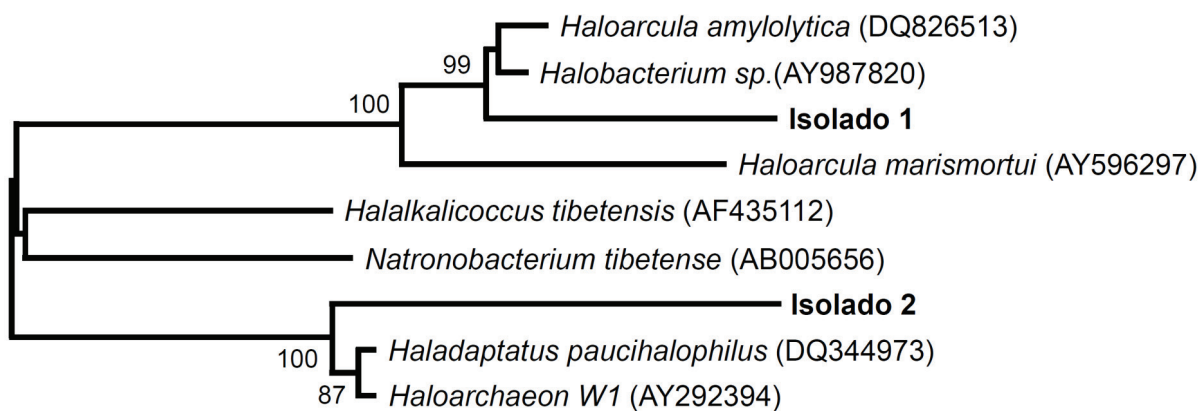 Haloarcula amylolytica (DQ826513)
99
Halobacterium sp.(AY987820)
100
Isolado 1
Haloarcula marismortui (AY596297)
Halalkalicoccus tibetensis (AF435112)
Natronobacterium tibetense (AB005656)
Isolado 2
Haladaptatus paucihalophilus (DQ344973)
100
Haloarchaeon W1 (AY292394)
87